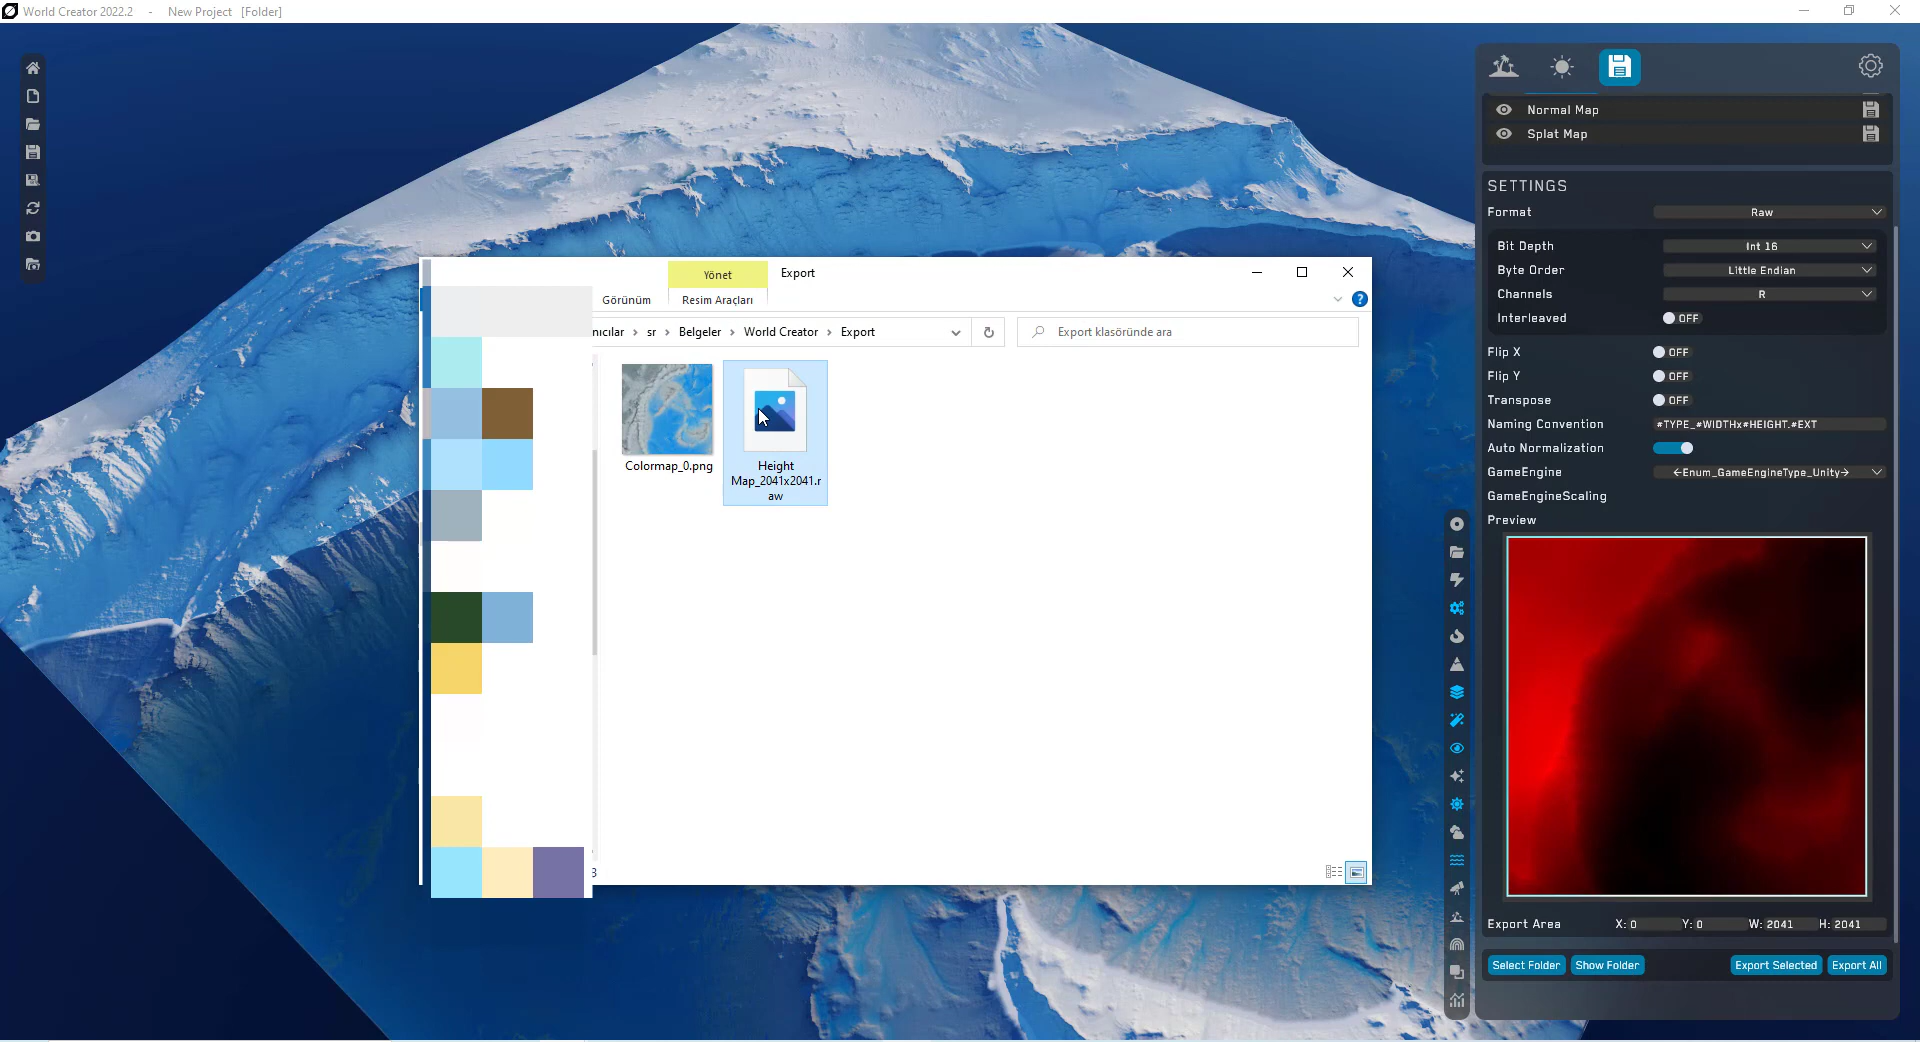 World Creator 2022.2 - New Project [Folder]
Normal Map
Splat Map
SETTINGS
Format Raw
Bit Depth Int 16
Byte Order Little Endian
Channels R
Interleaved OFF
Flip X OFF
Flip Y OFF
Transpose OFF
Naming Convention #TYPE_#WIDTHx#HEIGHT.#EXT
Auto Normalization
GameEngine <-Enum_GameEngineType_Unity->
GameEngineScaling
Preview
Export Area X: 0 Y: 0 W: 2041 H: 2041
Select Folder Show Folder Export Selected Export All
Yönet Export
Görünüm Resim Araçları
sr > Belgeler > World Creator > Export
Export klasöründe ara
Colormap_0.png
Height
Map_2041x2041.r
aw